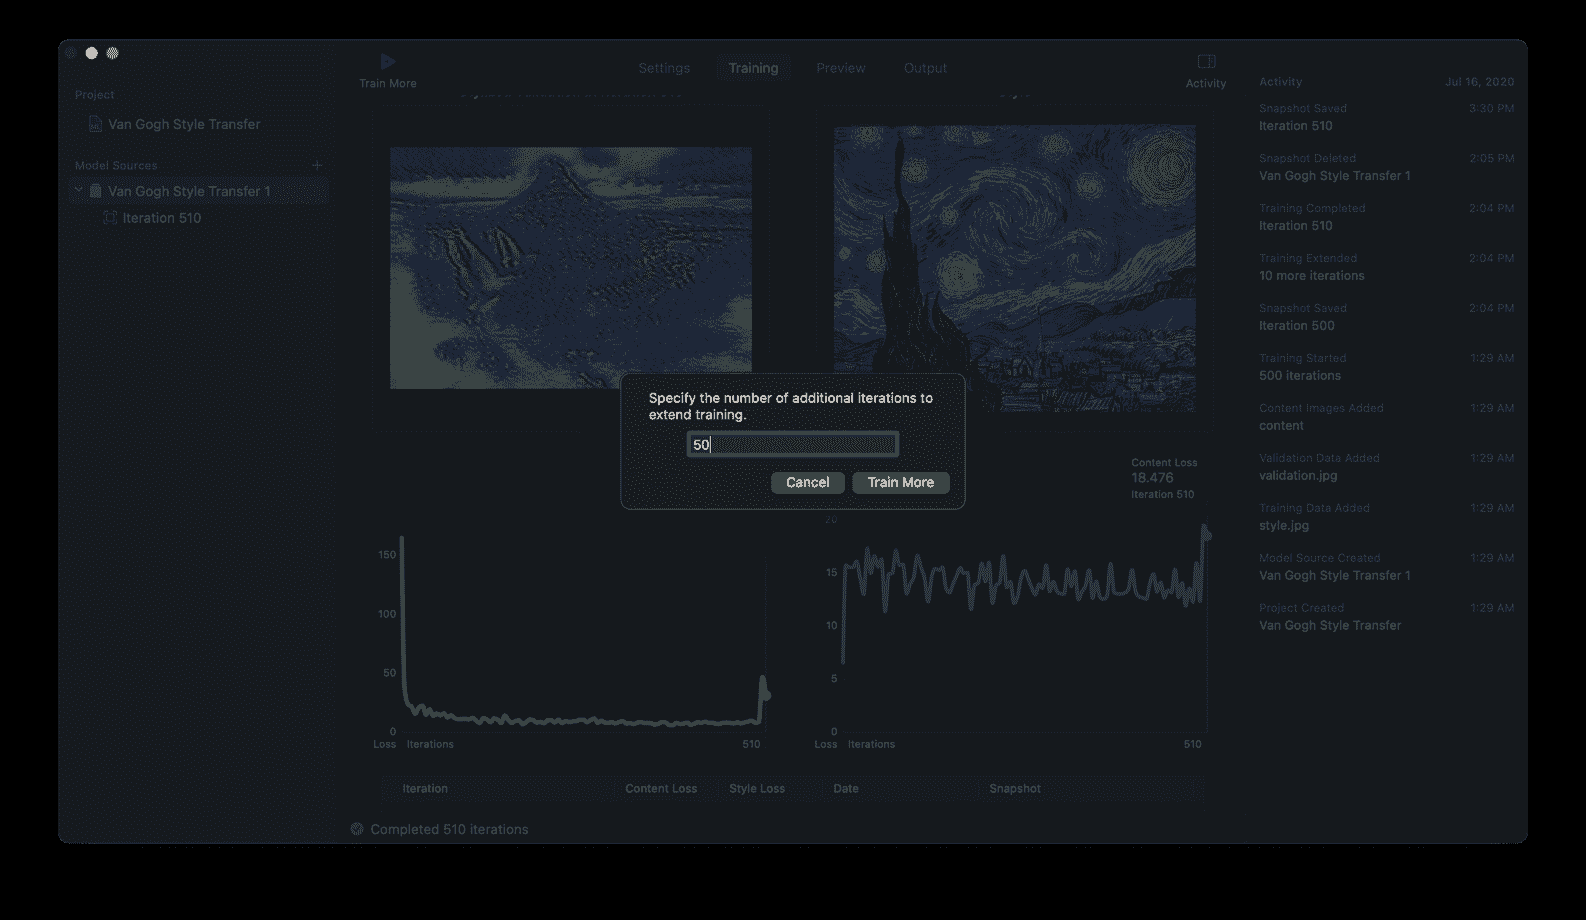 Train More
Settings
Training
Preview
Output
Activity
Project
Van Gogh Style Transfer
Model Sources
Van Gogh Style Transfer 1
Iteration 510
Specify the number of additional iterations to
extend training.
50
Cancel
Train More
Content Loss
18.476
Iteration 510
150
100
50
0
Loss Iterations 510
20
15
10
5
0
Loss Iterations 510
Iteration Content Loss Style Loss Date Snapshot
Completed 510 iterations
Activity Jul 16, 2020
Snapshot Saved 3:30 PM
Iteration 510
Snapshot Deleted 2:05 PM
Van Gogh Style Transfer 1
Training Completed 2:04 PM
Iteration 510
Training Extended 2:04 PM
10 more iterations
Snapshot Saved 2:04 PM
Iteration 500
Training Started 1:29 AM
500 iterations
Content Images Added 1:29 AM
content
Validation Data Added 1:29 AM
validation.jpg
Training Data Added 1:29 AM
style.jpg
Model Source Created 1:29 AM
Van Gogh Style Transfer 1
Project Created 1:29 AM
Van Gogh Style Transfer